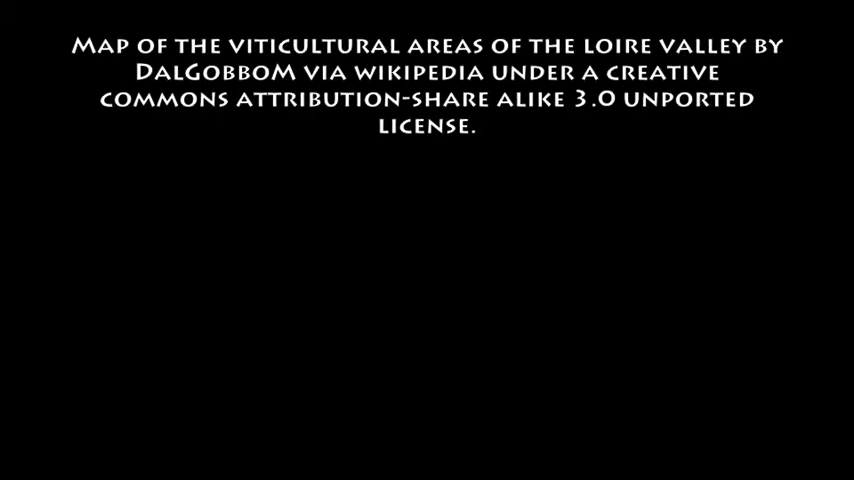 Map of the viticultural areas of the loire valley by
DalGobboM via wikipedia under a creative
commons attribution-share alike 3.0 unported
license.